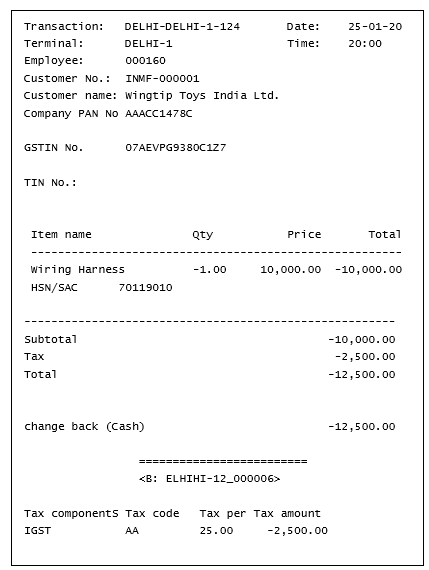 Transaction: DELHI-DELHI-1-124 Date: 25-01-20
Terminal: DELHI-1 Time: 20:00
Employee: 000160
Customer No.: INMF-000001
Customer name: Wingtip Toys India Ltd.
Company PAN No AAACC1478C
GSTIN No. 07AEVPG9380C1Z7
TIN No.:
Item name Qty Price Total
-------------------------------------------------------
Wiring Harness -1.00 10,000.00 -10,000.00
HSN/SAC 70119010
-------------------------------------------------------
Subtotal -10,000.00
Tax -2,500.00
Total -12,500.00
change back (Cash) -12,500.00
=========================
<B: ELHIHI-12_000006>
Tax components Tax code Tax per Tax amount
IGST AA 25.00 -2,500.00